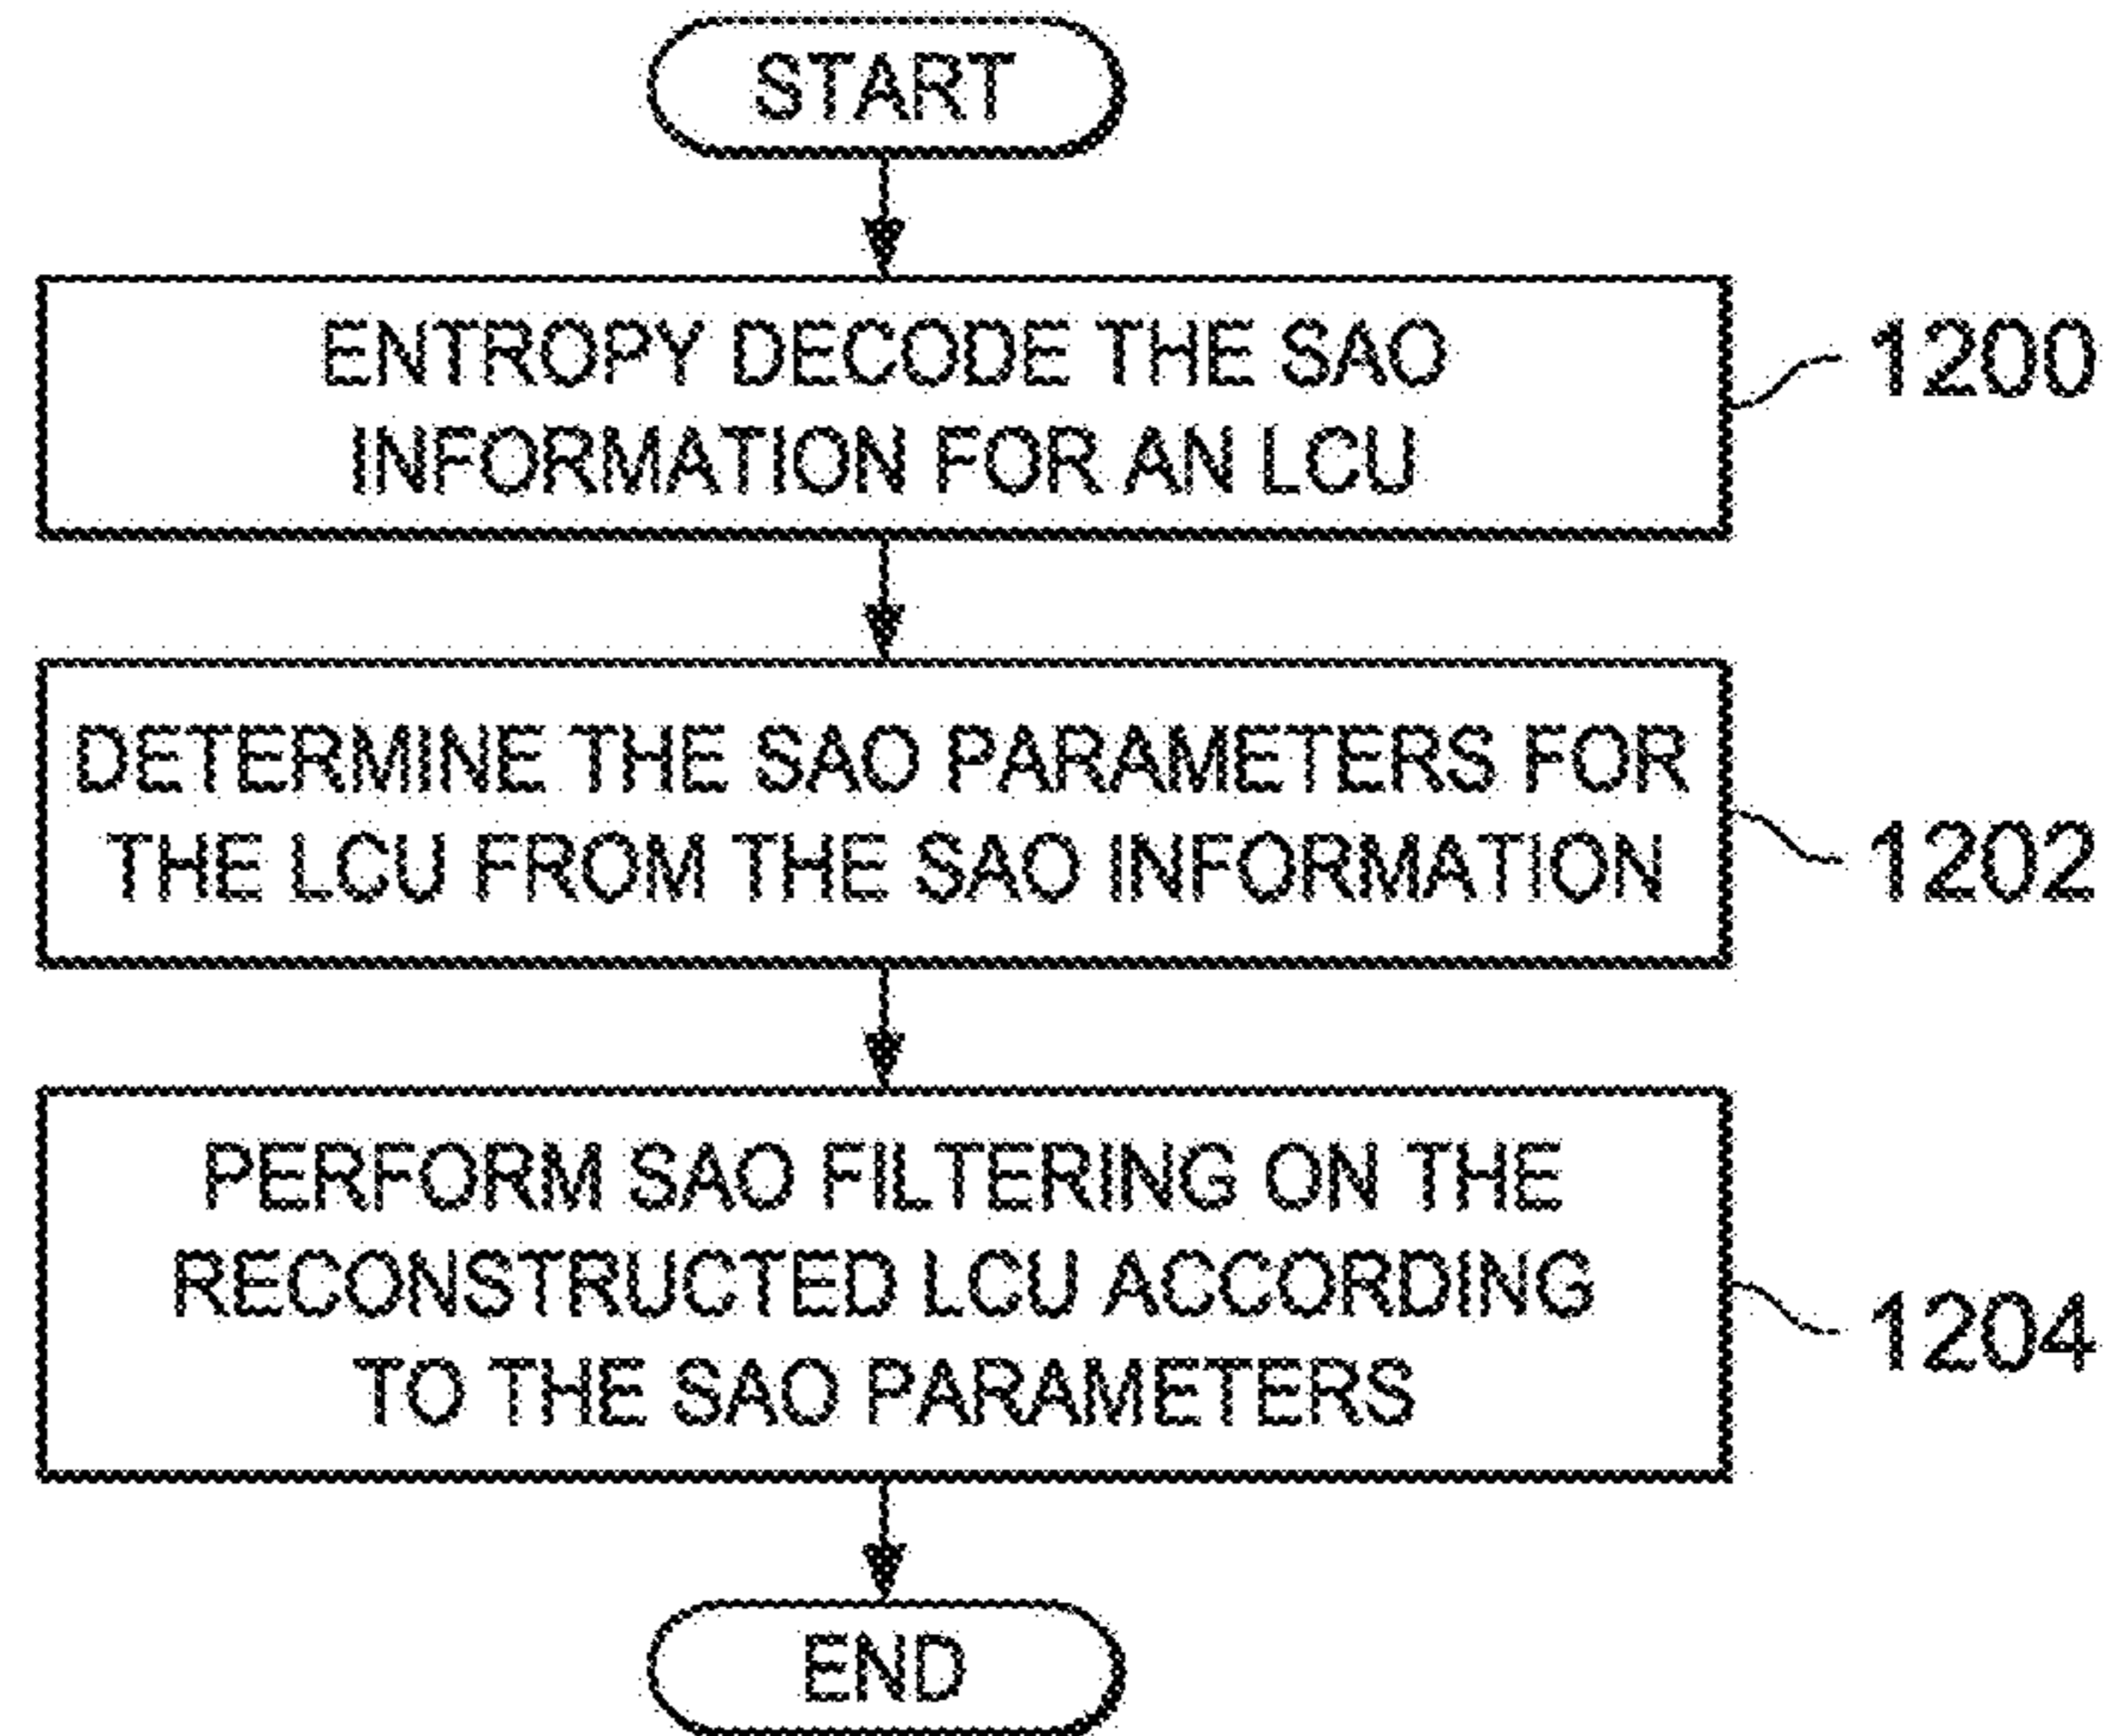 START
ENTROPY DECODE THE SAO
INFORMATION FOR AN LCU
1200
DETERMINE THE SAO PARAMETERS FOR
THE LCU FROM THE SAO INFORMATION
1202
PERFORM SAO FILTERING ON THE
RECONSTRUCTED LCU ACCORDING
TO THE SAO PARAMETERS
1204
END